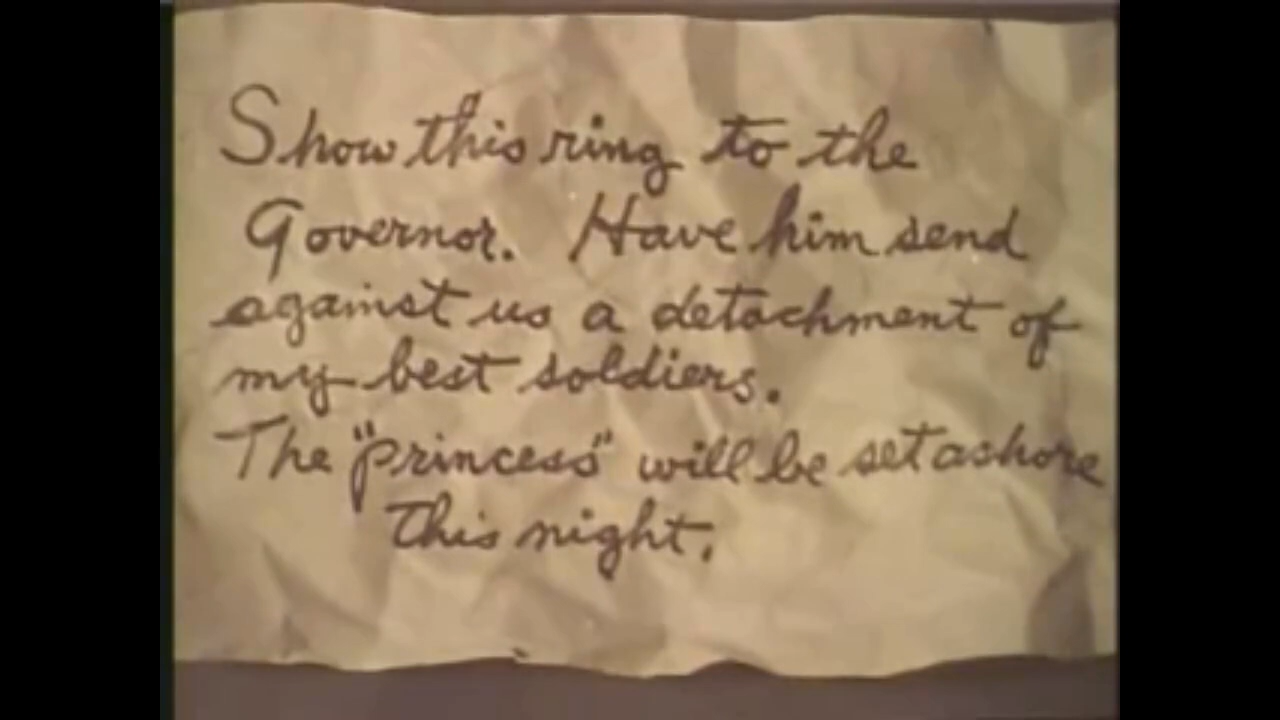 Show this ring to the
Governor. Have him send
against us a detachment of
my best soldiers.
The "princess" will be set ashore
this night.